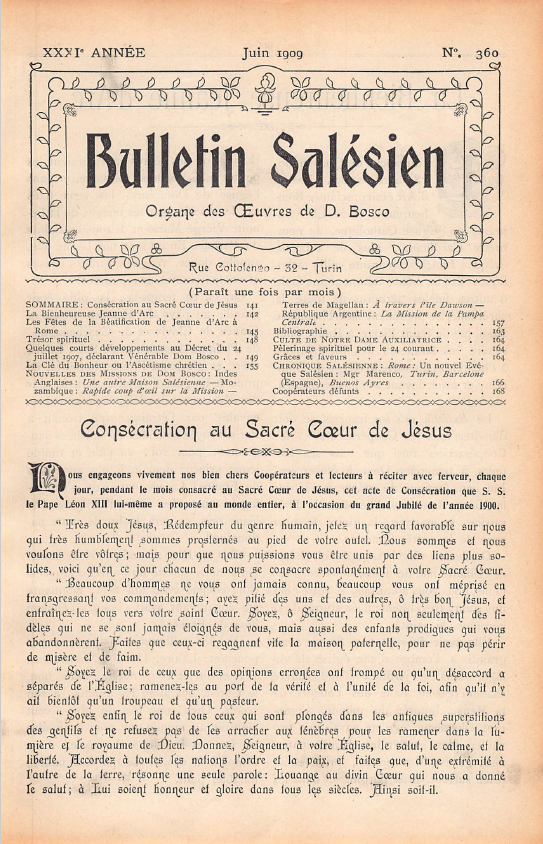 XXXIe ANNÉE Juin 1909 No. 360
Bulletin Salésien
Organe des Œuvres de D. Bosco
Rue Cottolengo - 32 - Turin
(Paraît une fois par mois)
SOMMAIRE: Consécration au Sacré Cœur de Jésus 141
La Bienheureuse Jeanne d'Arc . . . . . . . 142
Les Fêtes de la Béatification de Jeanne d'Arc à
Rome . . . . . . . . . . . . . . . 145
Trésor spirituel . . . . . . . . . . . . 148
Quelques courts développements au Décret du 24
juillet 1907, déclarant Vénérable Dom Bosco . . 149
La Clé du Bonheur ou l'Ascétisme chrétien . . . 155
NOUVELLES DES MISSIONS DE DOM BOSCO: Indes
Anglaises: Une autre Maison Salésienne — Mo-
zambique: Rapide coup d'œil sur la Mission —
Terres de Magellan: À travers l'île Dawson —
République Argentine: La Mission de la Pampa
Centrale . . . . . . . . . . . . . . 157
Bibliographie . . . . . . . . . . . . . 163
CULTE DE NOTRE DAME AUXILIATRICE . . . . 164
Pèlerinage spirituel pour le 24 courant . . . . . 164
Grâces et faveurs . . . . . . . . . . . . 164
CHRONIQUE SALÉSIENNE: Rome: Un nouvel Evê-
que Salésien: Mgr Marenco, Turin, Barcelone
(Espagne), Buenos Ayres . . . . . . . . . 166
Coopérateurs défunts . . . . . . . . . . . 168
Consécration au Sacré Cœur de Jésus
Nous engageons vivement nos bien chers Coopérateurs et lecteurs à réciter avec ferveur, chaque
jour, pendant le mois consacré au Sacré Cœur de Jésus, cet acte de Consécration que S. S.
le Pape Léon XIII lui-même a proposé au monde entier, à l'occasion du grand Jubilé de l'année 1900.
“ Très doux Jésus, Rédempteur du genre humain, jetez un regard favorable sur nous
qui très humblement sommes prosternés au pied de votre autel. Nous sommes et nous
voulons être vôtres; mais pour que nous puissions vous être unis par des liens plus so-
lides, voici qu'en ce jour chacun de nous se consacre spontanément à votre Sacré Cœur.
“ Beaucoup d'hommes ne vous ont jamais connu, beaucoup vous ont méprisé en
transgressant vos commandements; ayez pitié des uns et des autres, ô très bon Jésus, et
entraînez-les tous vers votre saint Cœur. Soyez, ô Seigneur, le roi non seulement des fi-
dèles qui ne se sont jamais éloignés de vous, mais aussi des enfants prodigues qui vous
abandonnèrent. Faites que ceux-ci regagnent vite la maison paternelle, pour ne pas périr
de misère et de faim.
“ Soyez le roi de ceux que des opinions erronées ont trompé ou qu'un désaccord a
séparés de l'Église; ramenez-les au port de la vérité et à l'unité de la foi, afin qu'il n'y
ait bientôt qu'un troupeau et qu'un pasteur.
“ Soyez enfin le roi de tous ceux qui sont plongés dans les antiques superstitions
des gentils et ne refusez pas de les arracher aux ténèbres pour les ramener dans la lu-
mière et le royaume de Dieu. Donnez, Seigneur, à votre Église, le salut, le calme, et la
liberté. Accordez à toutes les nations l'ordre et la paix, et faites que, d'une extrémité à
l'autre de la terre, résonne une seule parole: Louange au divin Cœur qui nous a donné
le salut; à Lui soient honneur et gloire dans tous les siècles. Ainsi soit-il.